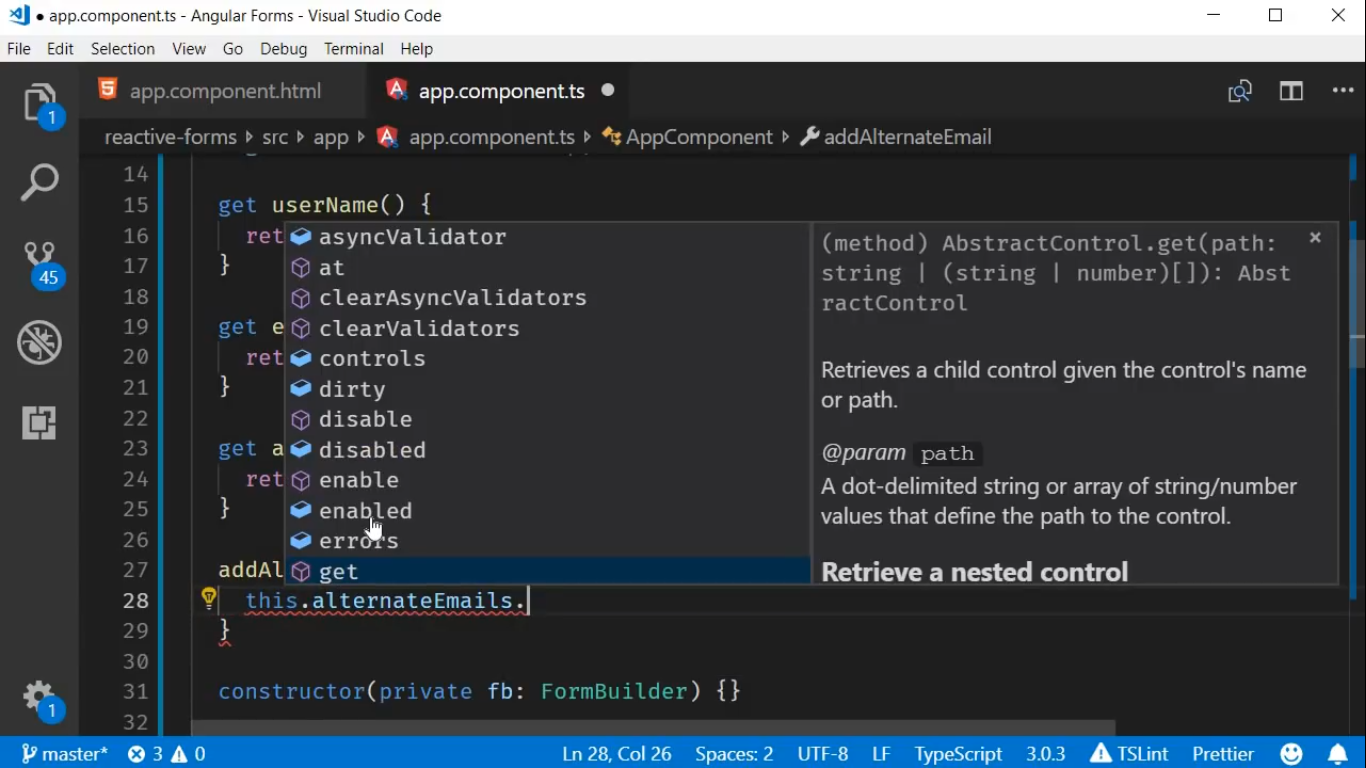 ● app.component.ts - Angular Forms - Visual Studio Code
File Edit Selection View Go Debug Terminal Help
app.component.html app.component.ts ●
reactive-forms src app app.component.ts AppComponent addAlternateEmail
1
45
1
14
15 get userName() {
16 ret
17 }
18
19 get e
20 ret
21 }
22
23 get a
24 ret
25 }
26
27 addAl
28 this.alternateEmails.
29 }
30
31 constructor(private fb: FormBuilder) {}
32
asyncValidator
at
clearAsyncValidators
clearValidators
controls
dirty
disable
disabled
enable
enabled
errors
get
(method) AbstractControl.get(path:
string | (string | number)[]): Abst
ractControl
Retrieves a child control given the control's name
or path.
@param path
A dot-delimited string or array of string/number
values that define the path to the control.
Retrieve a nested control
master* 3 0 Ln 28, Col 26 Spaces: 2 UTF-8 LF TypeScript 3.0.3 TSLint Prettier